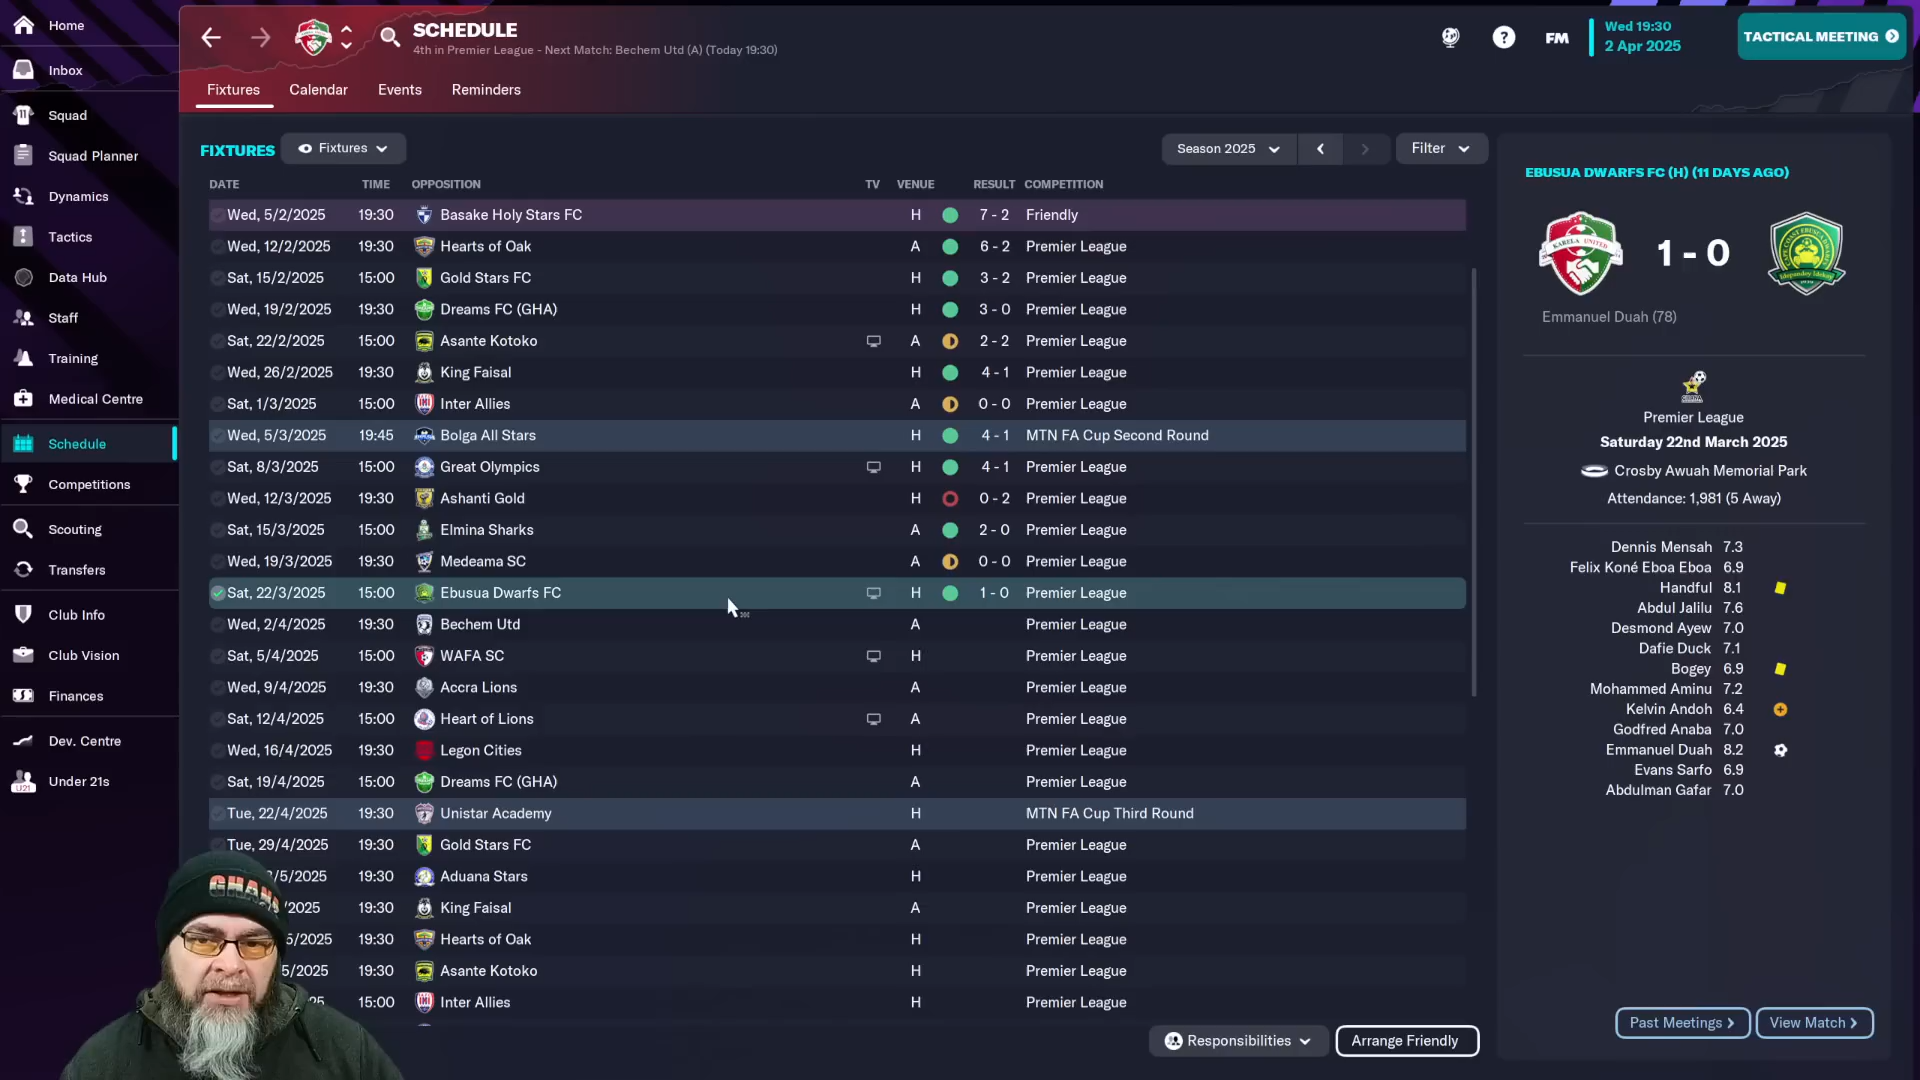 Home
Inbox
Squad
Squad Planner
Dynamics
Tactics
Data Hub
Staff
Training
Medical Centre
Schedule
Competitions
Scouting
Transfers
Club Info
Club Vision
Finances
Dev. Centre
U21
Under 21s
SCHEDULE
4th in Premier League - Next Match: Bechem Utd (A) (Today 19:30)
? FM
Wed 19:30
2 Apr 2025
TACTICAL MEETING
Fixtures Calendar Events Reminders
FIXTURES Fixtures Season 2025 Filter
DATE TIME OPPOSITION TV VENUE RESULT COMPETITION
Wed, 5/2/2025 19:30 Basake Holy Stars FC H 7 - 2 Friendly
Wed, 12/2/2025 19:30 Hearts of Oak A 6 - 2 Premier League
Sat, 15/2/2025 15:00 Gold Stars FC H 3 - 2 Premier League
Wed, 19/2/2025 19:30 Dreams FC (GHA) H 3 - 0 Premier League
Sat, 22/2/2025 15:00 Asante Kotoko A 2 - 2 Premier League
Wed, 26/2/2025 19:30 King Faisal H 4 - 1 Premier League
Sat, 1/3/2025 15:00 Inter Allies A 0 - 0 Premier League
Wed, 5/3/2025 19:45 Bolga All Stars H 4 - 1 MTN FA Cup Second Round
Sat, 8/3/2025 15:00 Great Olympics H 4 - 1 Premier League
Wed, 12/3/2025 19:30 Ashanti Gold H 0 - 2 Premier League
Sat, 15/3/2025 15:00 Elmina Sharks A 2 - 0 Premier League
Wed, 19/3/2025 19:30 Medeama SC A 0 - 0 Premier League
Sat, 22/3/2025 15:00 Ebusua Dwarfs FC H 1 - 0 Premier League
Wed, 2/4/2025 19:30 Bechem Utd A Premier League
Sat, 5/4/2025 15:00 WAFA SC H Premier League
Wed, 9/4/2025 19:30 Accra Lions A Premier League
Sat, 12/4/2025 15:00 Heart of Lions A Premier League
Wed, 16/4/2025 19:30 Legon Cities H Premier League
Sat, 19/4/2025 15:00 Dreams FC (GHA) A Premier League
Tue, 22/4/2025 19:30 Unistar Academy H MTN FA Cup Third Round
Tue, 29/4/2025 19:30 Gold Stars FC A Premier League
/5/2025 19:30 Aduana Stars H Premier League
/2025 19:30 King Faisal A Premier League
5/2025 19:30 Hearts of Oak H Premier League
5/2025 19:30 Asante Kotoko H Premier League
25 15:00 Inter Allies H Premier League
Responsibilities Arrange Friendly
EBUSUA DWARFS FC (H) (11 DAYS AGO)
KARELA UNITED
1 - 0
Emmanuel Duah (78)
Premier League
Saturday 22nd March 2025
Crosby Awuah Memorial Park
Attendance: 1,981 (5 Away)
Dennis Mensah 7.3
Felix Koné Eboa Eboa 6.9
Handful 8.1
Abdul Jalilu 7.6
Desmond Ayew 7.0
Dafie Duck 7.1
Bogey 6.9
Mohammed Aminu 7.2
Kelvin Andoh 6.4
Godfred Anaba 7.0
Emmanuel Duah 8.2
Evans Sarfo 6.9
Abdulman Gafar 7.0
Past Meetings View Match
GHANA